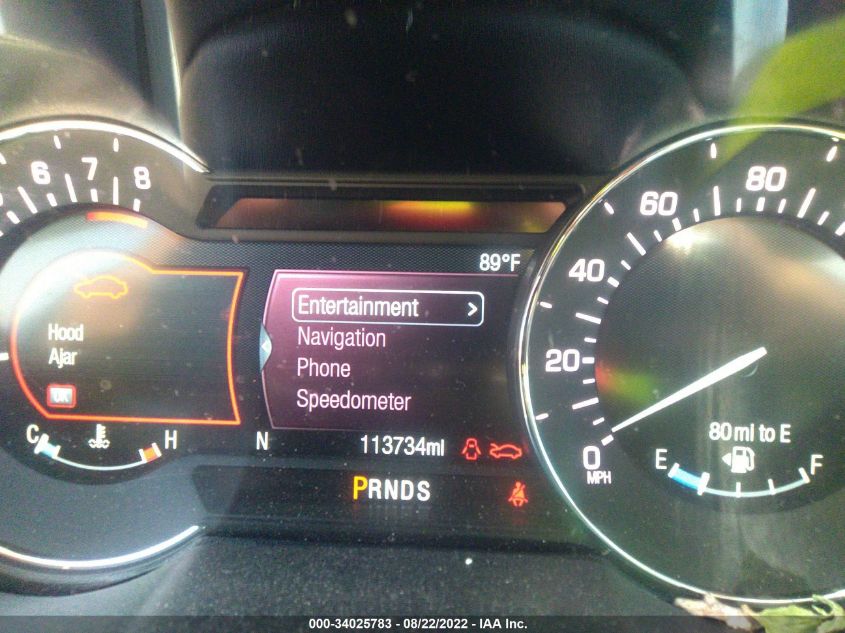 6 7 8
60 80
89°F
Entertainment >
40
Hood
Ajar
Navigation
Phone
20
Speedometer
OK
80 mi to E
C H
N
113734mi
0
MPH
E F
PRNDS
000-34025783 - 08/22/2022 - IAA Inc.